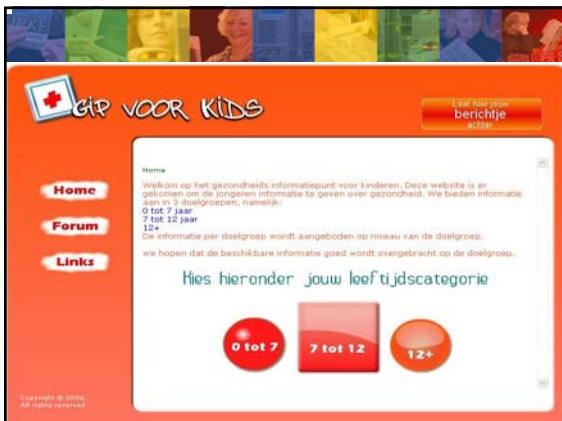 GIP VOOR KIDS
Laat hier jouw
berichtje
achter
Home
Forum
Links
Home
Welkom op het gezondheids informatiepunt voor kinderen. Deze website is er
gekomen om de jongeren informatie te geven over gezondheid. We bieden informatie
aan in 3 doelgroepen, namelijk:
0 tot 7 jaar
7 tot 12 jaar
12+
De informatie per doelgroep wordt aangeboden op niveau van de doelgroep.
we hopen dat de beschikbare informatie goed wordt overgebracht op de doelgroep.
Kies hieronder jouw leeftijdscategorie
0 tot 7
7 tot 12
12+
Copyright @ 2006.
All rights reserved